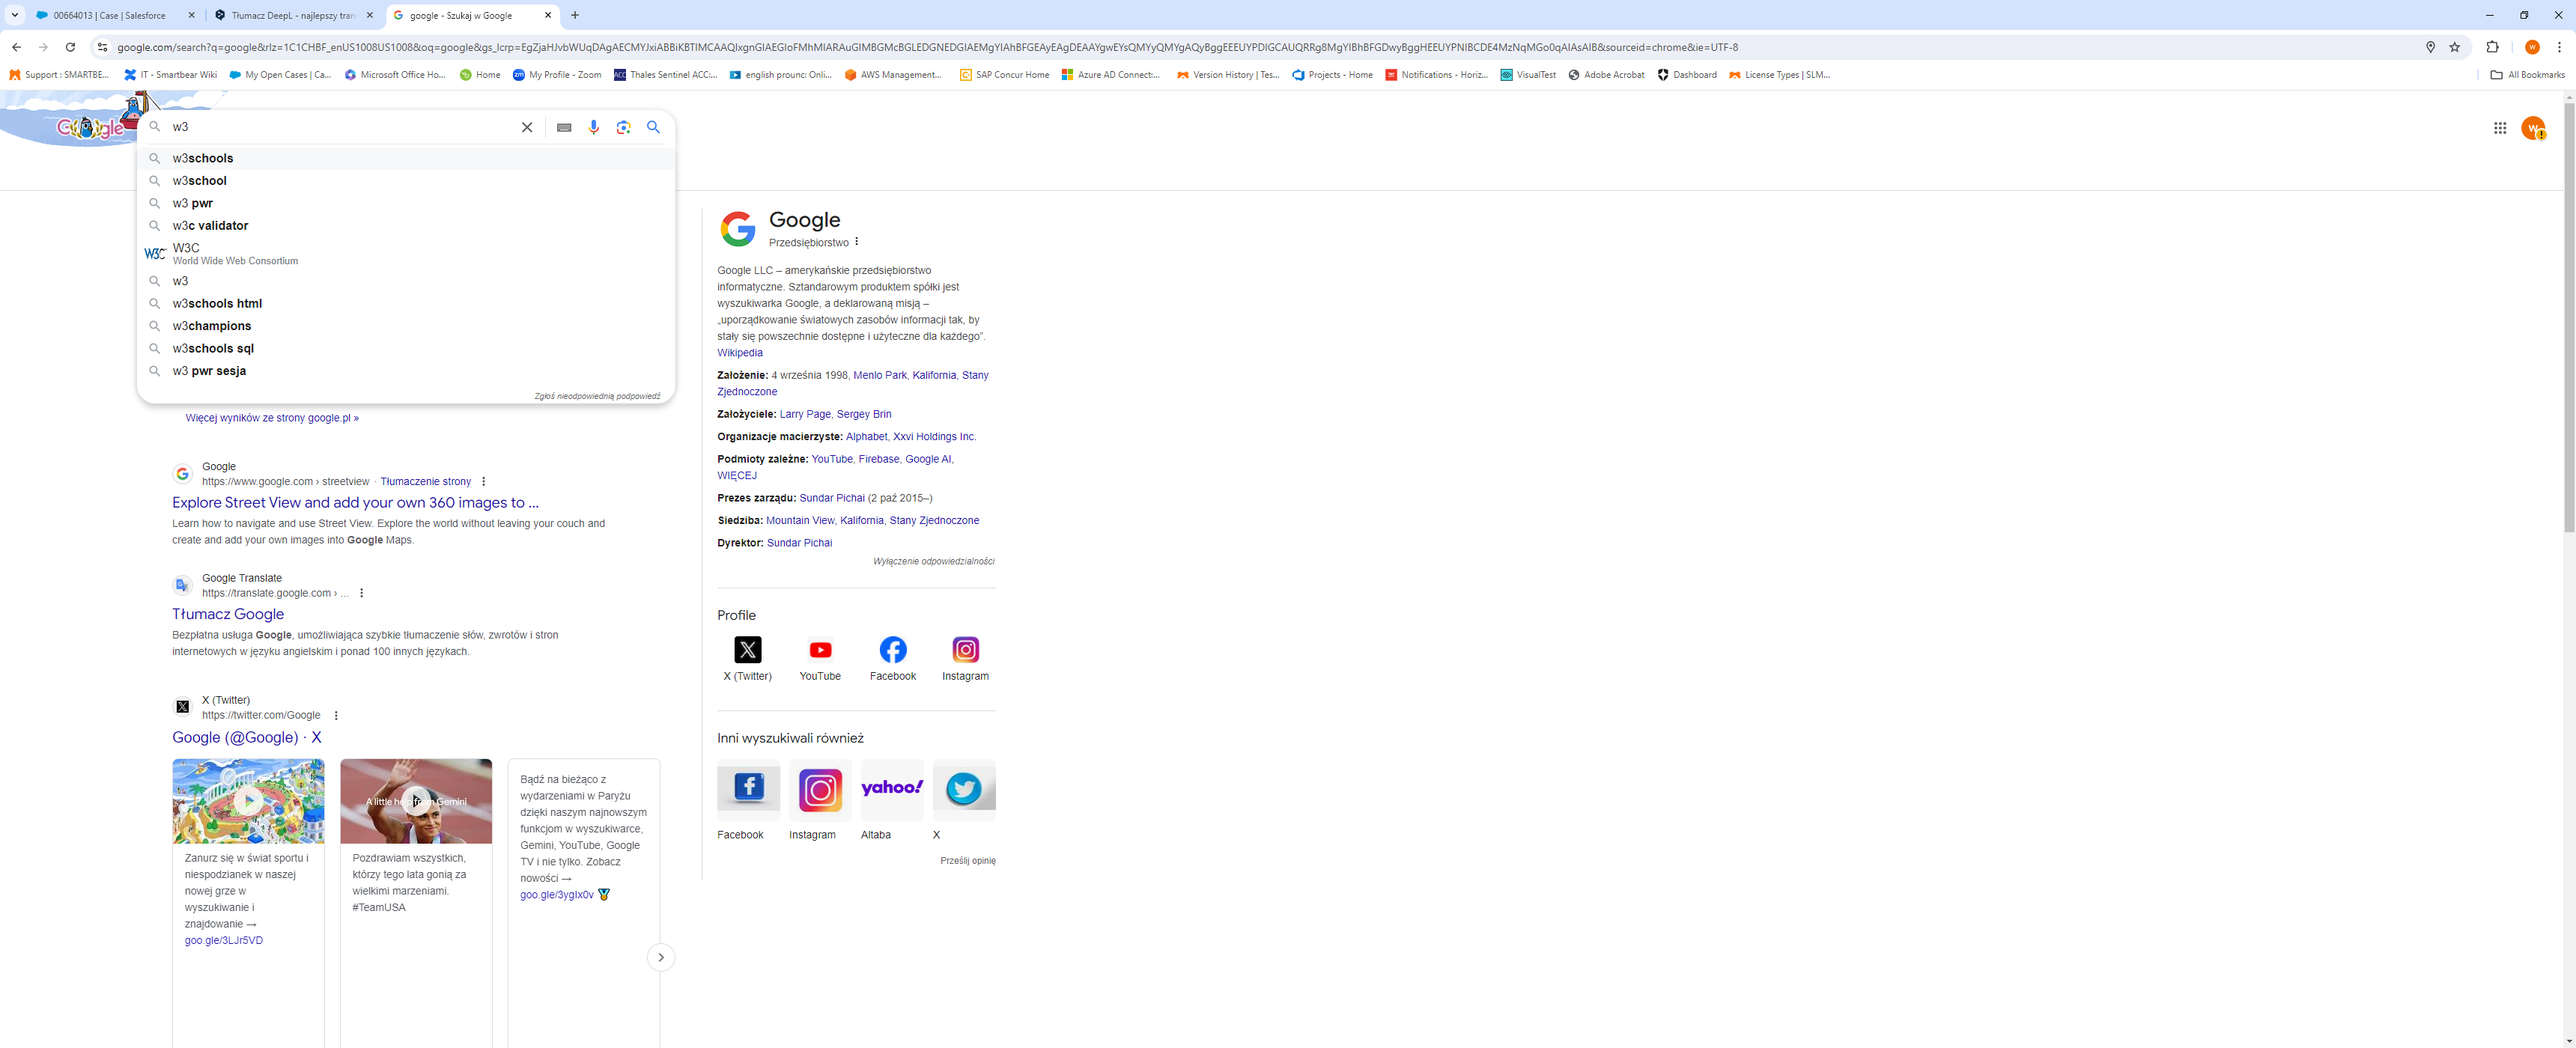 00664013 | Case | Salesforce
Tłumacz DeepL - najlepszy tran
google - Szukaj w Google
google.com/search?q=google&rlz=1C1CHBF_enUS1008US1008&oq=google&gs_lcrp=
Support : SMARTBE...
IT - Smartbear Wiki
My Open Cases | Ca...
Microsoft Office Ho...
Home
My Profile - Zoom
Thales Sentinel ACC:...
english prounc: Onli...
AWS Management...
SAP Concur Home
Azure AD Connect:...
Version History | Tes...
Projects - Home
Notifications - Horiz...
VisualTest
Adobe Acrobat
Dashboard
License Types | SLM...
All Bookmarks
w3
w3schools
w3school
w3 pwr
w3c validator
W3C
World Wide Web Consortium
w3
w3schools html
w3champions
w3schools sql
w3 pwr sesja
Zgłoś nieodpowiednią podpowiedź
Więcej wyników ze strony google.pl »
Google
https://www.google.com › streetview · Tłumaczenie strony
Explore Street View and add your own 360 images to ...
Learn how to navigate and use Street View. Explore the world without leaving your couch and
create and add your own images into Google Maps.
Google Translate
https://translate.google.com › ...
Tłumacz Google
Bezpłatna usługa Google, umożliwiająca szybkie tłumaczenie słów, zwrotów i stron
internetowych w języku angielskim i ponad 100 innych językach.
X (Twitter)
https://twitter.com/Google
Google (@Google) · X
Zanurz się w świat sportu i
niespodzianek w naszej
nowej grze w
wyszukiwanie i
znajdowanie →
goo.gle/3LJr5VD
A little help from Gemini
Pozdrawiam wszystkich,
którzy tego lata gonią za
wielkimi marzeniami.
#TeamUSA
Bądź na bieżąco z
wydarzeniami w Paryżu
dzięki naszym najnowszym
funkcjom w wyszukiwarce,
Gemini, YouTube, Google
TV i nie tylko. Zobacz
nowości →
goo.gle/3yglx0v
Google
Przedsiębiorstwo
Google LLC – amerykańskie przedsiębiorstwo
informatyczne. Sztandarowym produktem spółki jest
wyszukiwarka Google, a deklarowaną misją –
„uporządkowanie światowych zasobów informacji tak, by
stały się powszechnie dostępne i użyteczne dla każdego”.
Wikipedia
Założenie: 4 września 1998, Menlo Park, Kalifornia, Stany
Zjednoczone
Założyciele: Larry Page, Sergey Brin
Organizacje macierzyste: Alphabet, Xxvi Holdings Inc.
Podmioty zależne: YouTube, Firebase, Google AI,
WIĘCEJ
Prezes zarządu: Sundar Pichai (2 paź 2015–)
Siedziba: Mountain View, Kalifornia, Stany Zjednoczone
Dyrektor: Sundar Pichai
Wyłączenie odpowiedzialności
Profile
X (Twitter)
YouTube
Facebook
Instagram
Inni wyszukiwali również
yahoo!
Facebook
Instagram
Altaba
X
Prześlij opinię